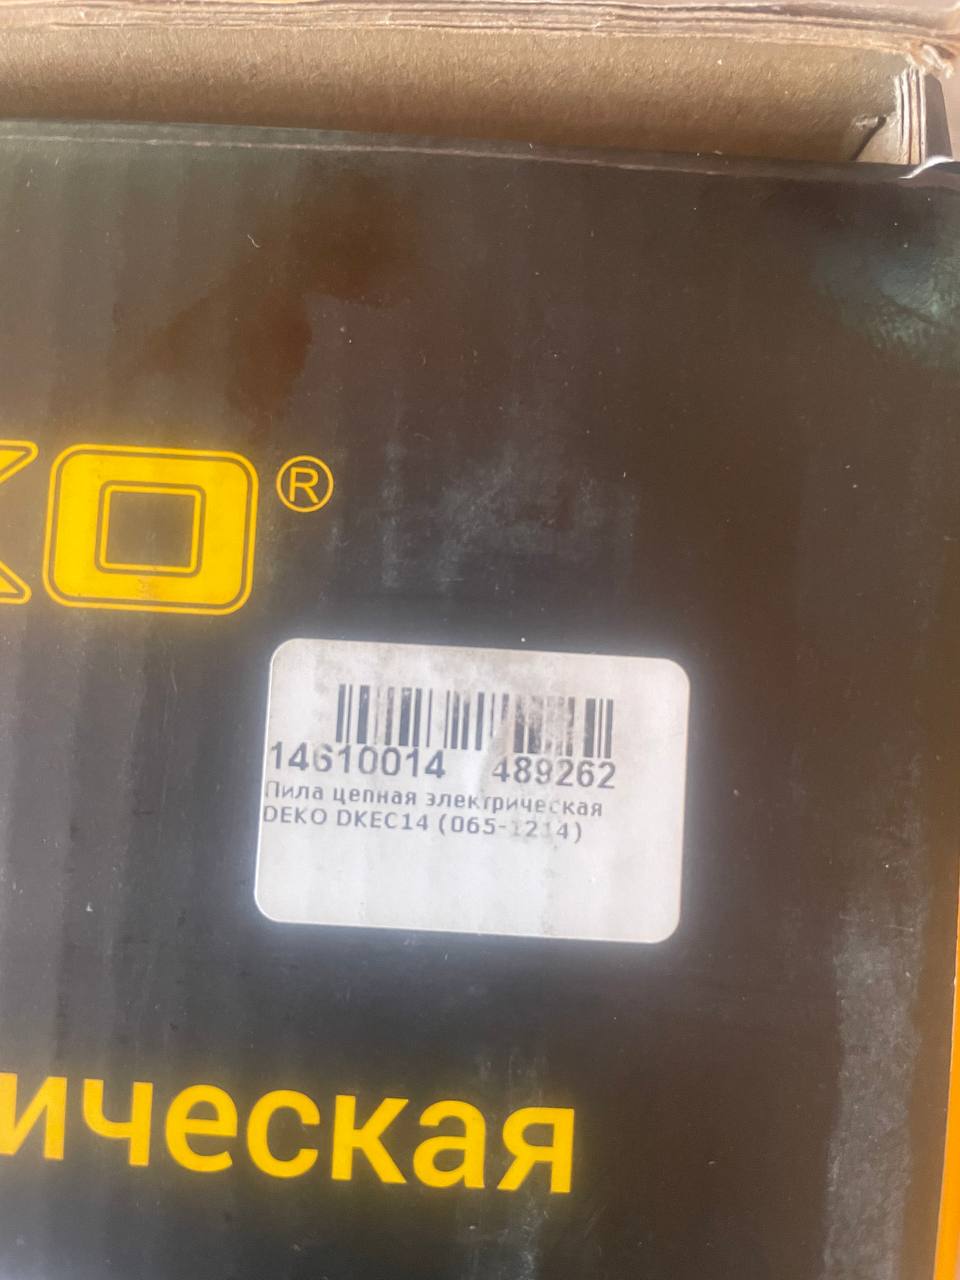 KO®
14610014 489262
Пила цепная электрическая
DEKO DKEC14 (065-1214)
ическая